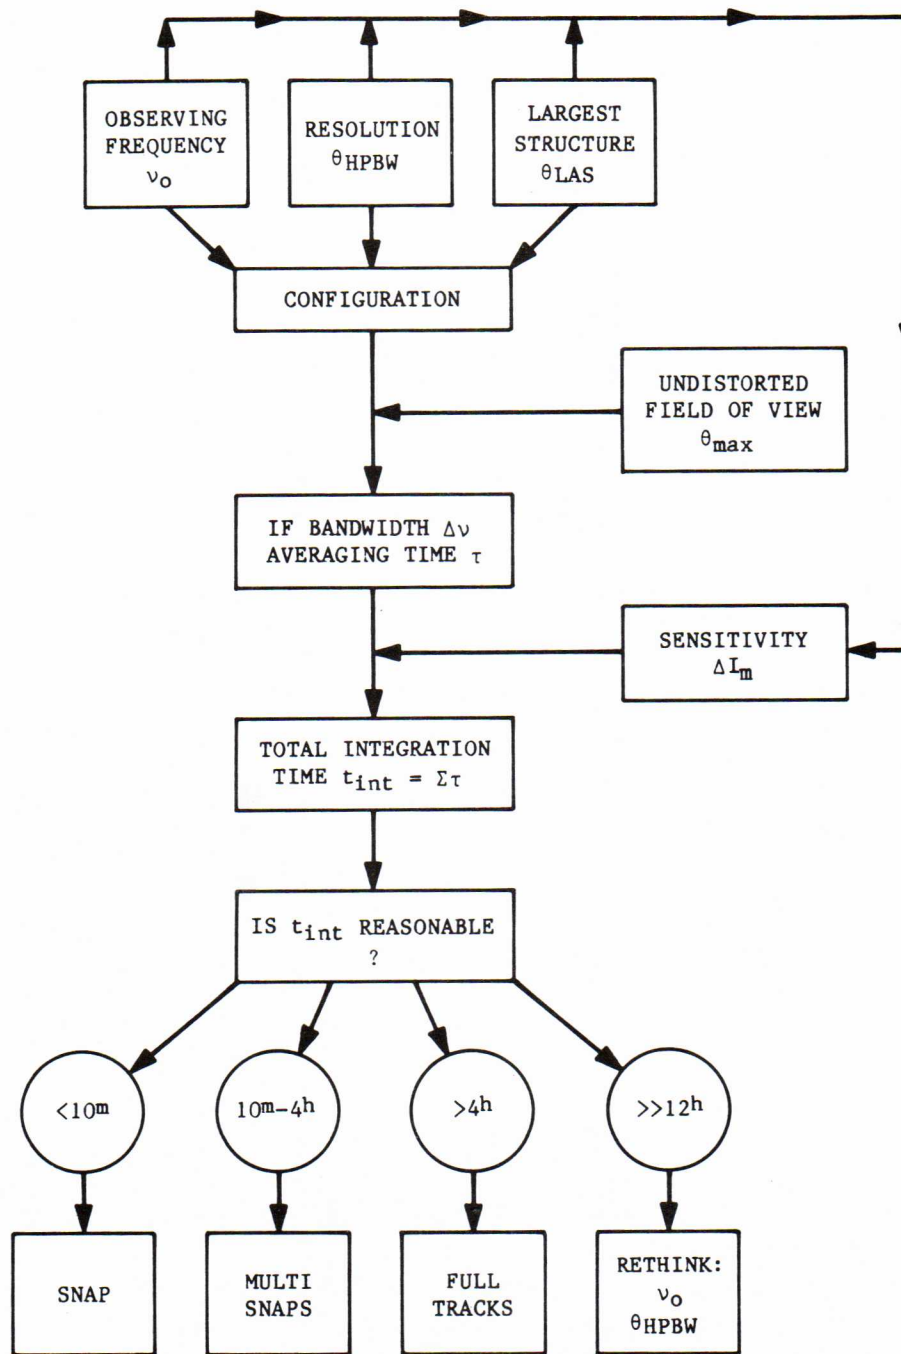 OBSERVING
FREQUENCY
νo
RESOLUTION
θHPBW
LARGEST
STRUCTURE
θLAS
CONFIGURATION
UNDISTORTED
FIELD OF VIEW
θmax
IF BANDWIDTH Δν
AVERAGING TIME τ
SENSITIVITY
ΔIm
TOTAL INTEGRATION
TIME tint = Στ
IS tint REASONABLE
?
<10m
10m-4h
>4h
>>12h
SNAP
MULTI
SNAPS
FULL
TRACKS
RETHINK:
νo
θHPBW